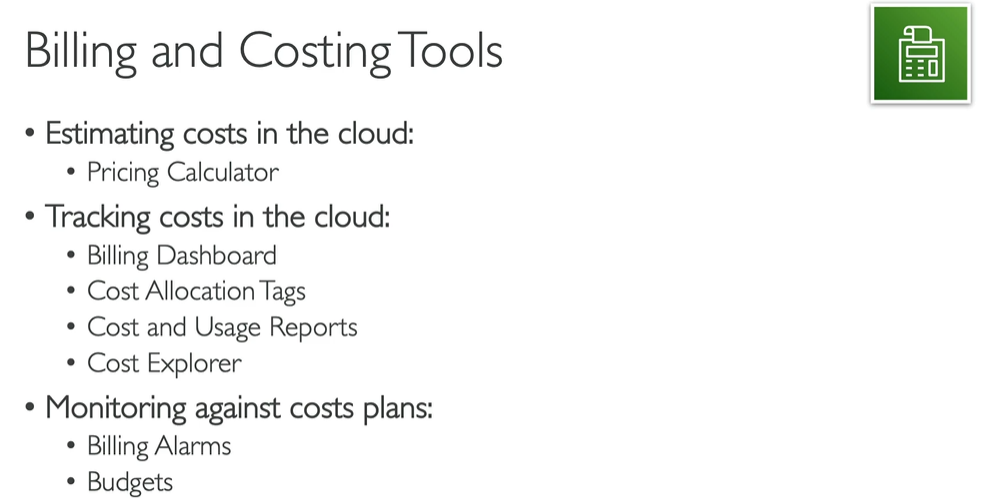 Billing and Costing Tools
• Estimating costs in the cloud:
• Pricing Calculator
• Tracking costs in the cloud:
• Billing Dashboard
• Cost Allocation Tags
• Cost and Usage Reports
• Cost Explorer
• Monitoring against costs plans:
• Billing Alarms
• Budgets